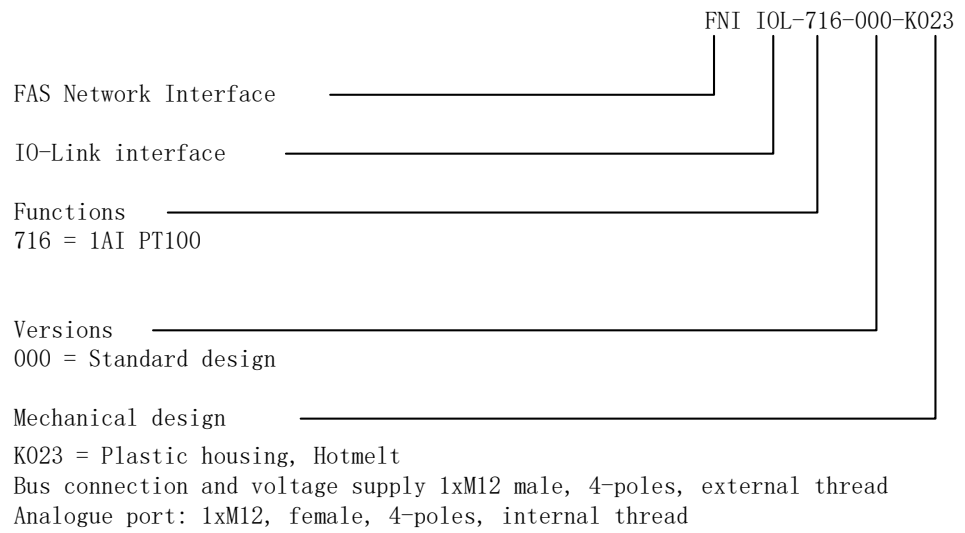 FNI IOL-716-000-K023
FAS Network Interface
IO-Link interface
Functions
716 = 1AI PT100
Versions
000 = Standard design
Mechanical design
K023 = Plastic housing, Hotmelt
Bus connection and voltage supply 1xM12 male, 4-poles, external thread
Analogue port: 1xM12, female, 4-poles, internal thread